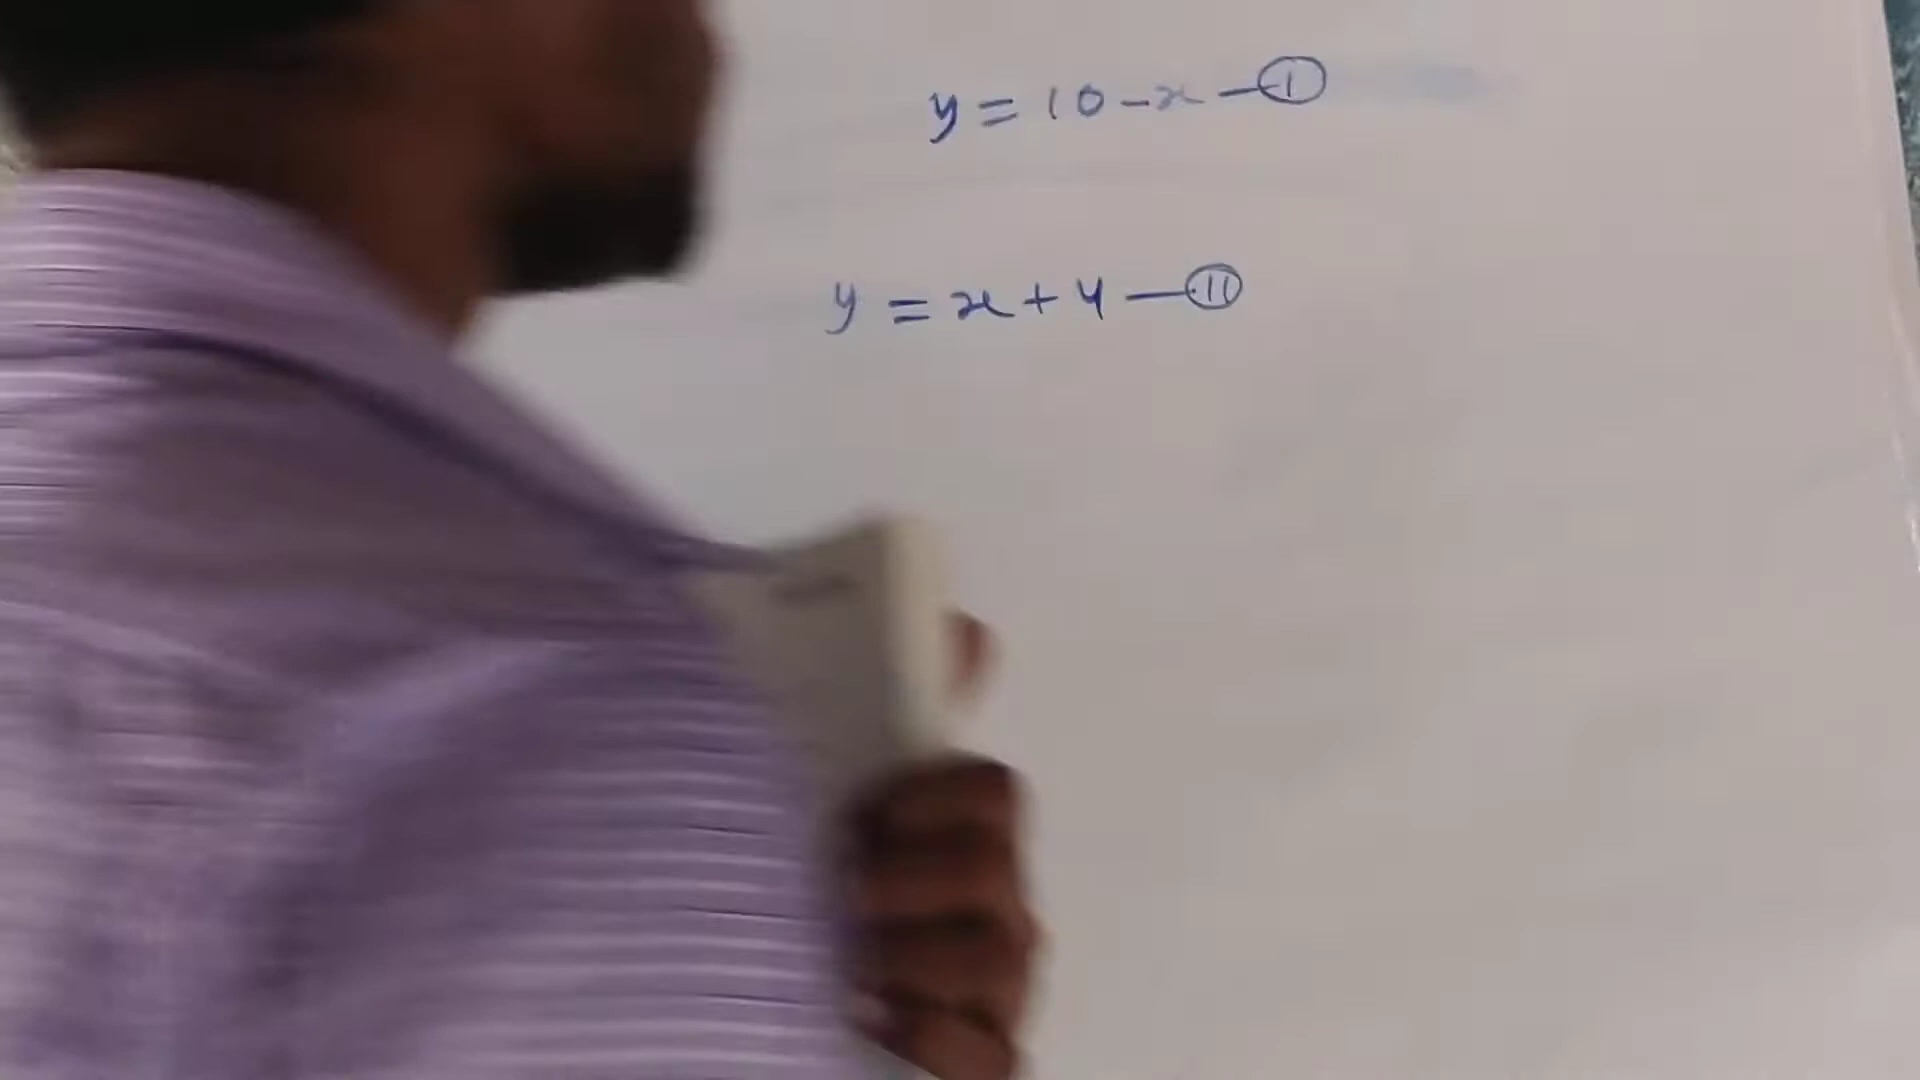 y = 10 - x — I
y = x + 4 — II